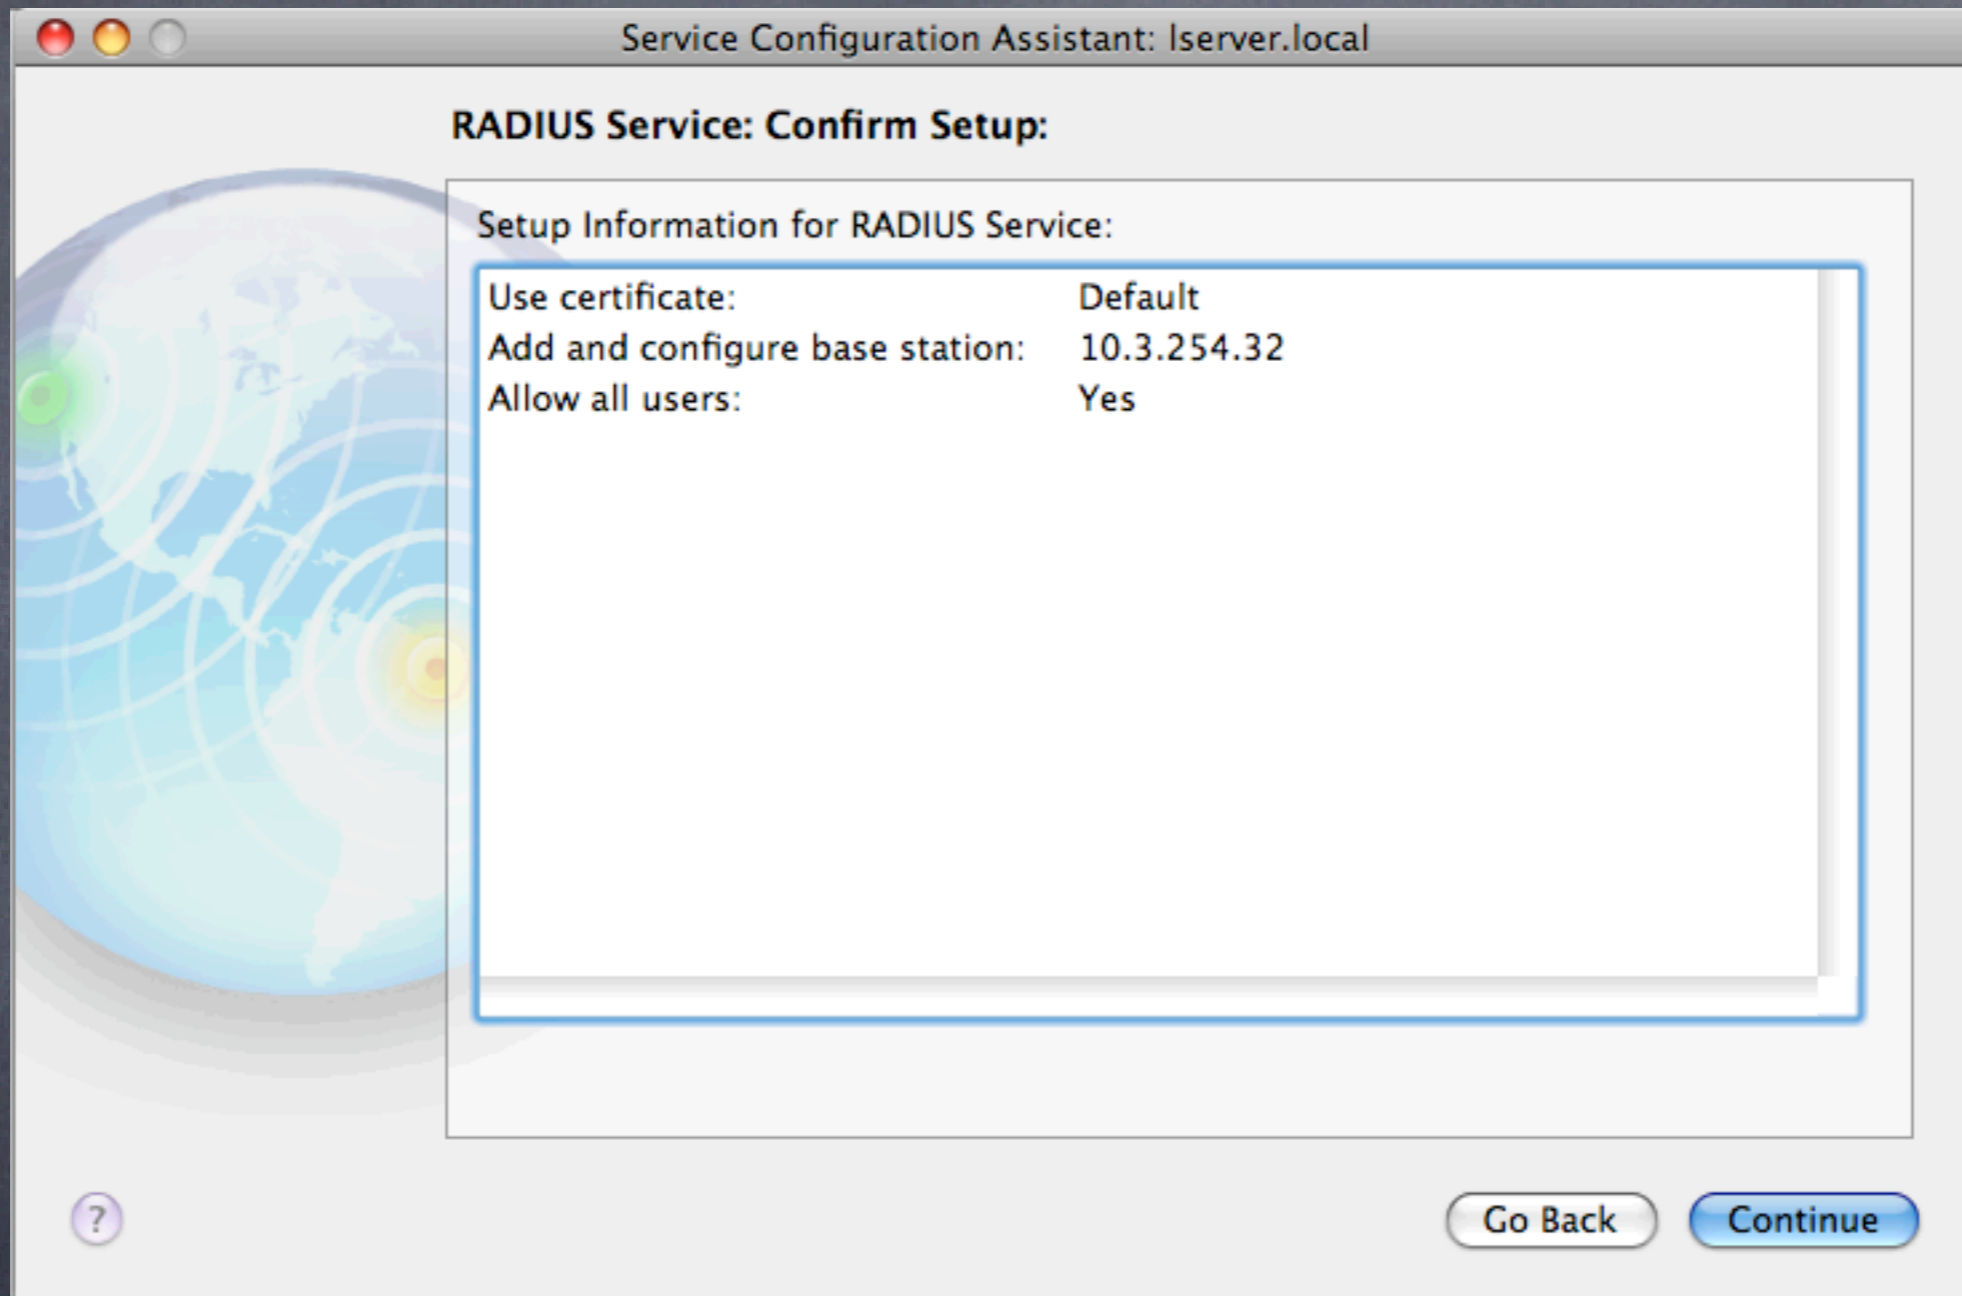 Service Configuration Assistant: lserver.local
RADIUS Service: Confirm Setup:
Setup Information for RADIUS Service:
Use certificate: Default
Add and configure base station: 10.3.254.32
Allow all users: Yes
? Go Back Continue